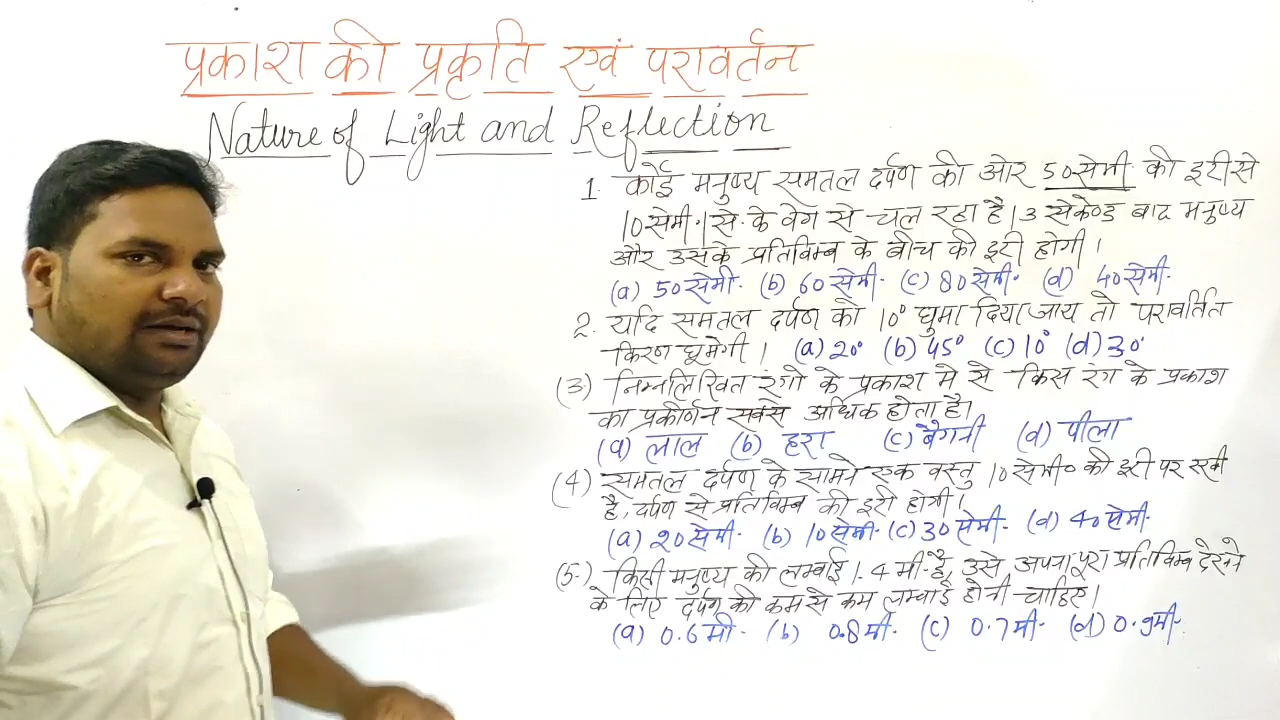 प्रकाश की प्रकृति एवं परावर्तन
Nature of Light and Reflection
1. कोई मनुष्य समतल दर्पण की ओर 50 सेमी. की दूरी से
10 सेमी./से. के वेग से चल रहा है। 3 सेकेण्ड बाद मनुष्य
और उसके प्रतिबिम्ब के बीच की दूरी होगी।
(a) 50 सेमी. (b) 60 सेमी. (c) 80 सेमी. (d) 40 सेमी.
2. यदि समतल दर्पण को 10° घुमा दिया जाय तो परावर्तित
किरण घूमेगी। (a) 20° (b) 45° (c) 10° (d) 30°
(3) निम्नलिखित रंगों के प्रकाश मे से किस रंग के प्रकाश
का प्रकीर्णन सबसे अधिक होता है।
(a) लाल (b) हरा (c) बैगनी (d) पीला
(4) समतल दर्पण के सामने एक वस्तु 10 सेमी० की दूरी पर रखी
है, दर्पण से प्रतिबिम्ब की दूरी होगी।
(a) 20 सेमी. (b) 10 सेमी. (c) 30 सेमी. (d) 40 सेमी.
(5.) किसी मनुष्य की लम्बाई 1.4 मी. है, उसे अपना पूरा प्रतिबिम्ब देखने
के लिए दर्पण की कम से कम लम्बाई होनी चाहिए।
(a) 0.6 मी. (b) 0.8 मी. (c) 0.7 मी. (d) 0.9 मी.